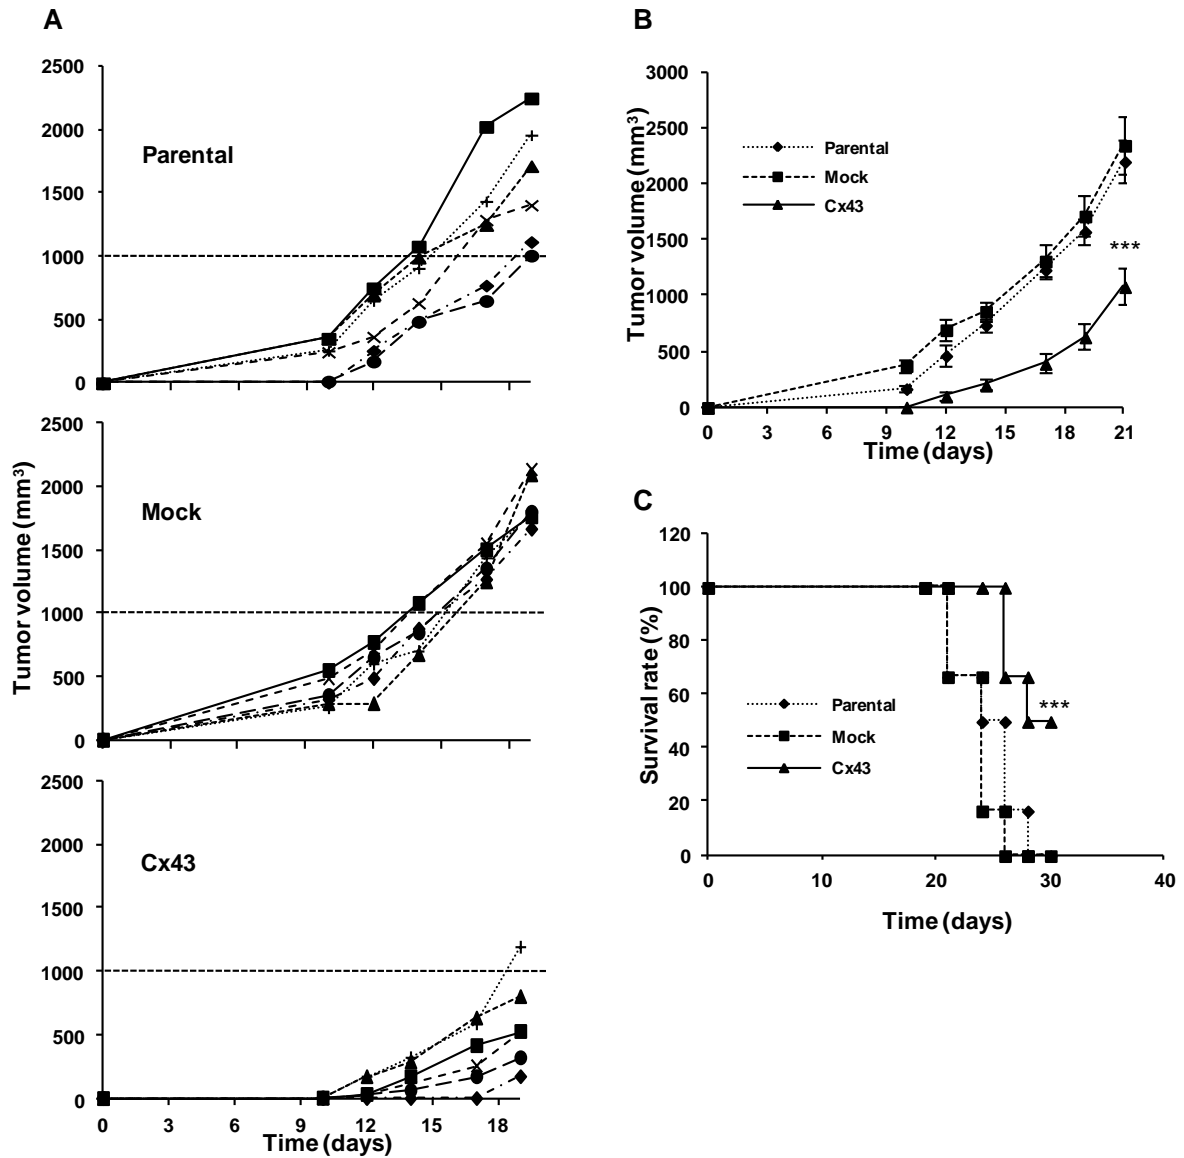 A
2500
2000
Parental
1500
1000
500
0
2500
2000
Mock
1500
1000
500
0
Tumor volume (mm³)
2500
2000
Cx43
1500
1000
500
0
0 3 6 9 12 15 18
Time (days)
B
3000
2500
2000
1500
1000
500
0
Tumor volume (mm³)
Parental
Mock
Cx43
***
0 3 6 9 12 15 18 21
Time (days)
C
120
100
80
60
40
20
0
Survival rate (%)
Parental
Mock
Cx43
***
0 10 20 30 40
Time (days)